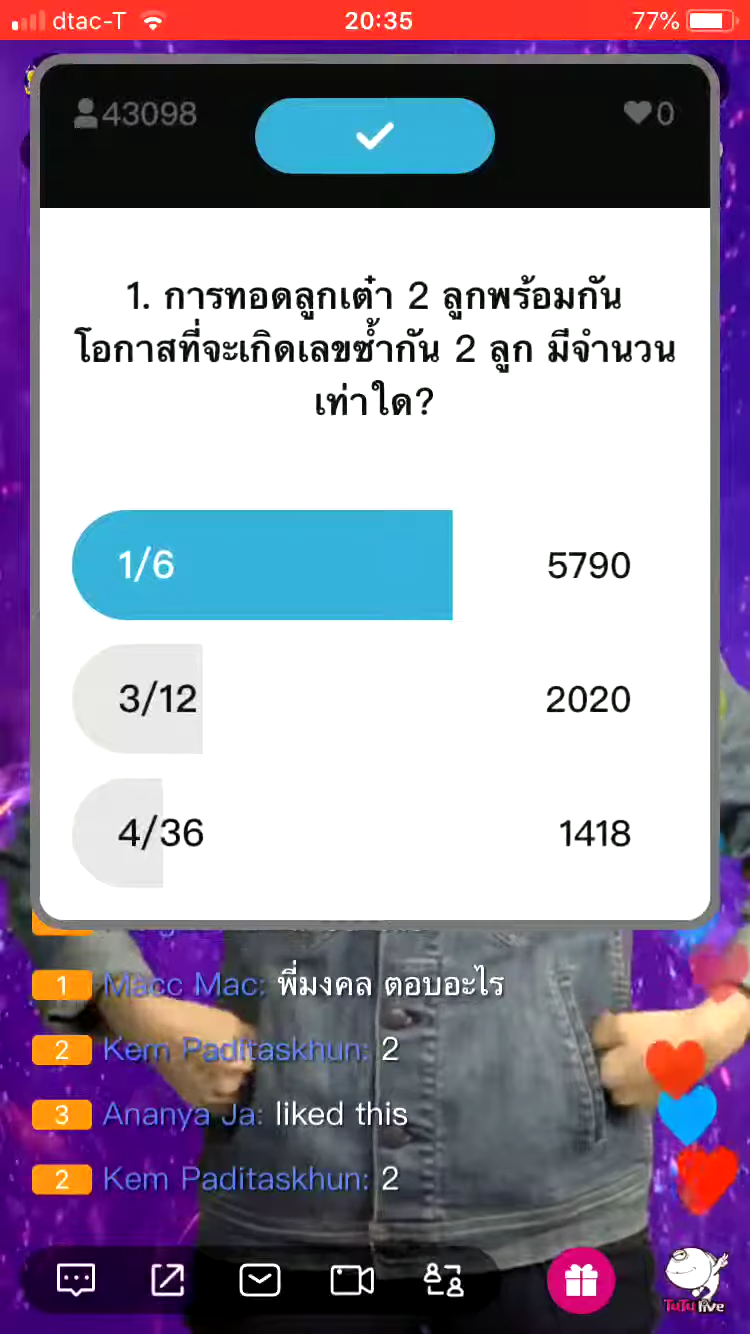 dtac-T
20:35
77%
43098
0
1. การทอดลูกเต๋า 2 ลูกพร้อมกัน
โอกาสที่จะเกิดเลขซ้ำกัน 2 ลูก มีจำนวน
เท่าใด?
1/6 5790
3/12 2020
4/36 1418
1 Macc Mac: พี่มงคล ตอบอะไร
2 Kem Paditaskhun: 2
3 Ananya Ja: liked this
2 Kem Paditaskhun: 2
TuTu live